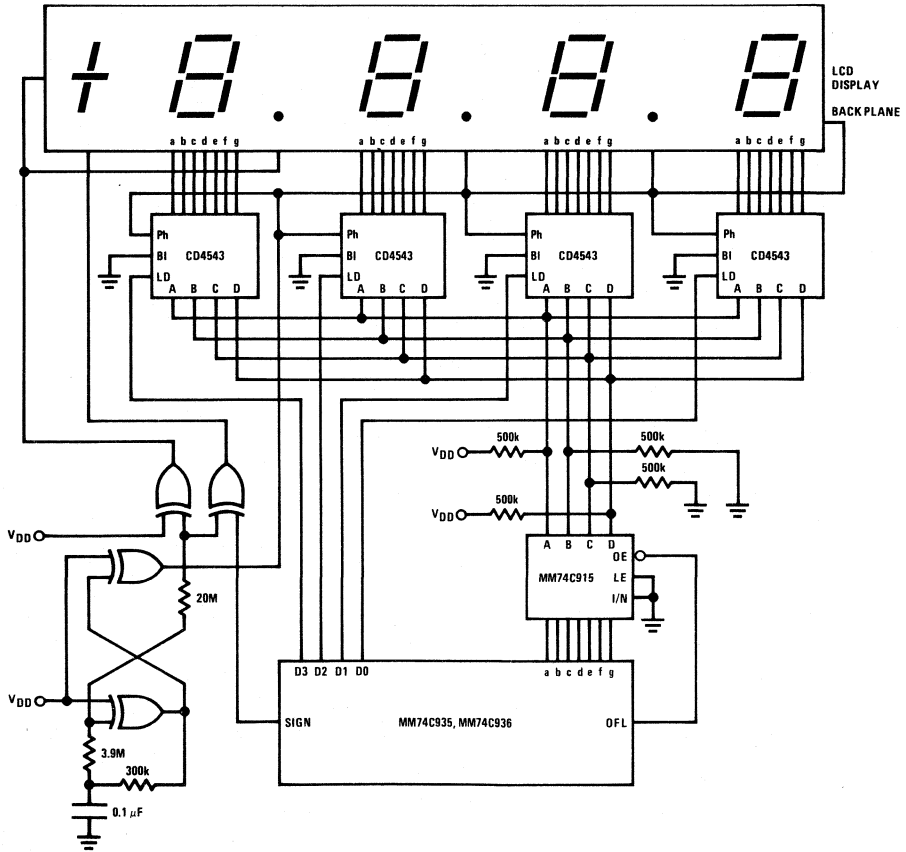 LCD
DISPLAY
BACKPLANE
a b c d e f g
a b c d e f g
a b c d e f g
a b c d e f g
Ph
BI
LD
CD4543
A B C D
Ph
BI
LD
CD4543
A B C D
Ph
BI
LD
CD4543
A B C D
Ph
BI
LD
CD4543
A B C D
VDD
500k
500k
500k
VDD
500k
VDD
20M
A B C D
OE
LE
I/N
MM74C915
a b c d e f g
D3 D2 D1 D0
SIGN
MM74C935, MM74C936
OFL
VDD
3.9M
300k
0.1 μF